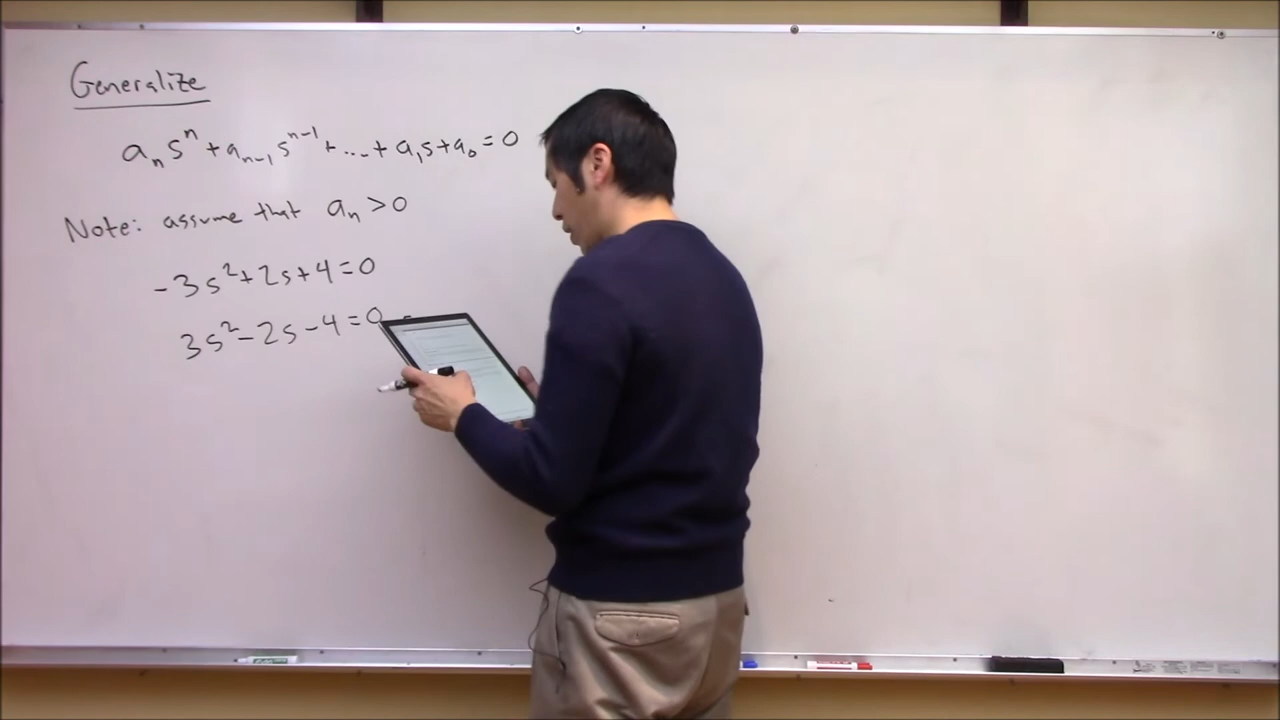 Generalize
aₙsⁿ + aₙ₋₁sⁿ⁻¹ + ... + a₁s + a₀ = 0
Note: assume that aₙ > 0
-3s² + 2s + 4 = 0
3s² - 2s - 4 = 0